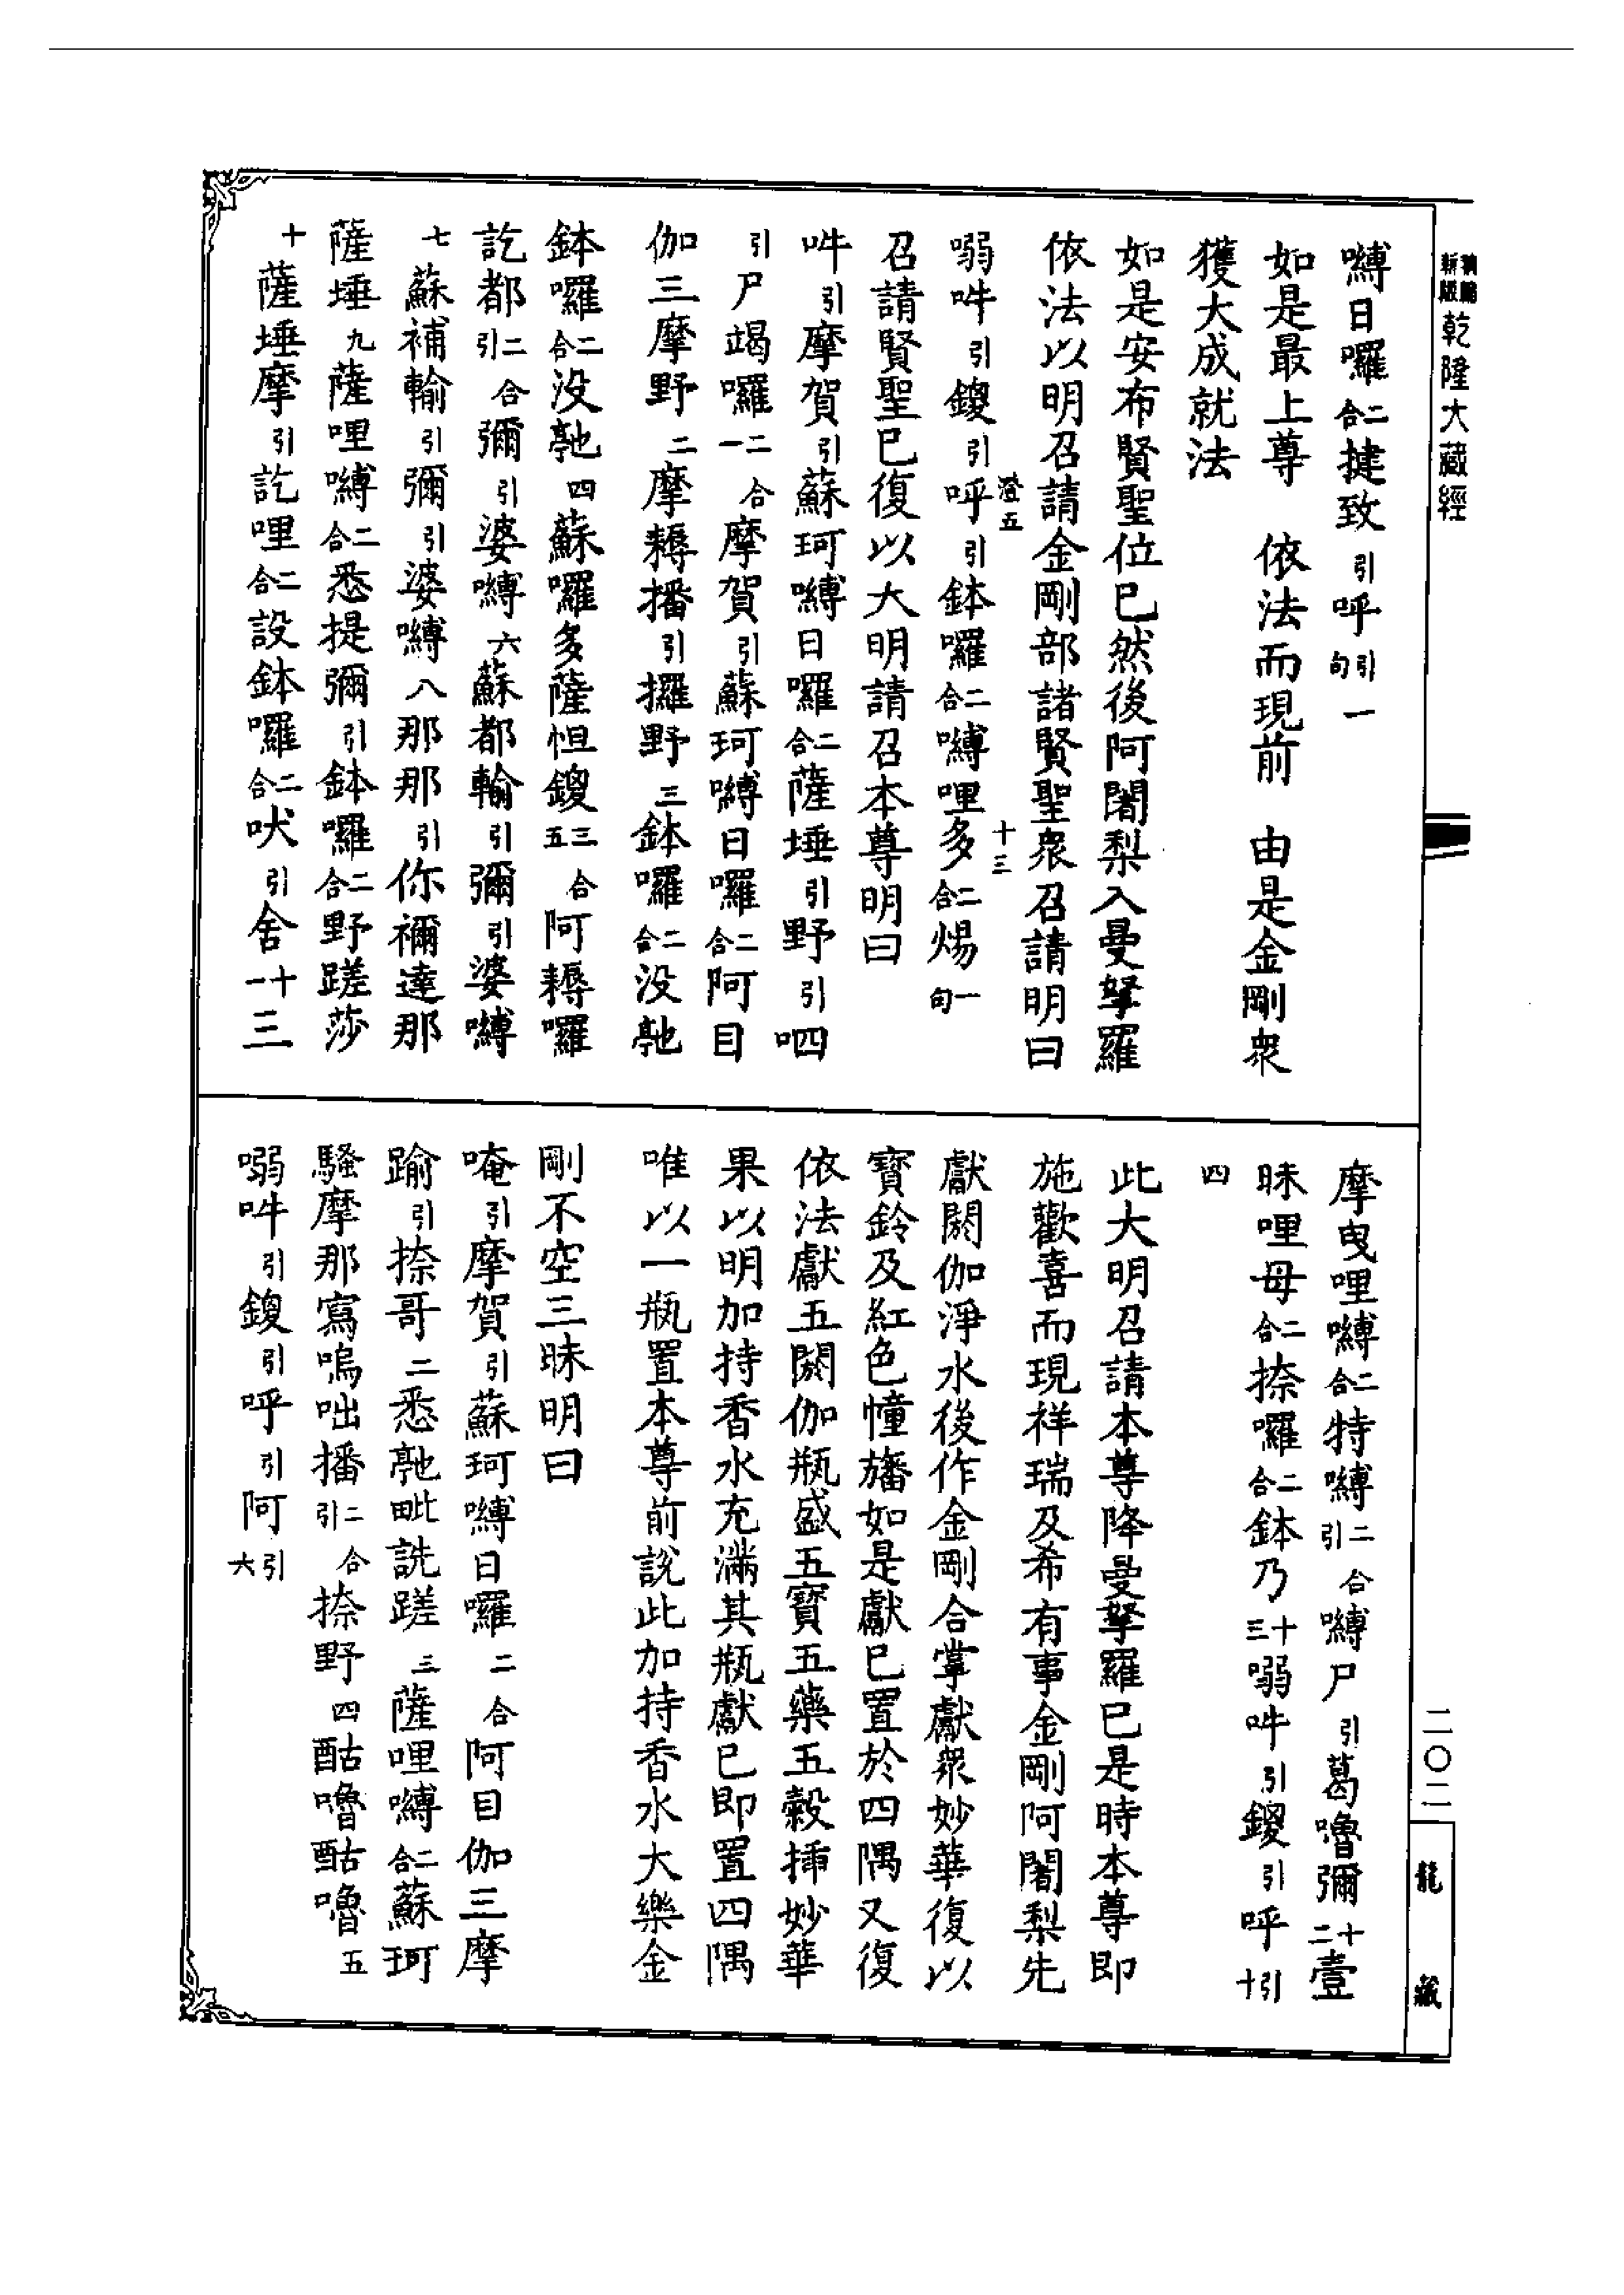 乾隆大藏經
嚩日囉二合揵致引呼引句一
如是最上尊　依法而現前　由是金剛衆
獲大成就法
如是安布賢聖位已然後阿闍梨入曼拏羅
依法以明召請金剛部諸賢聖衆召請明曰
嗢吽引鑁引呼引鉢囉二合嚩哩多二合煬一句
澄五
十三
召請賢聖已復以大明請召本尊明曰
吽引摩賀引蘇珂嚩日囉二合薩埵引野引呬
引尸竭囉二合一摩賀引蘇珂嚩日囉二合阿目
伽三摩野二摩耨播引攞野三鉢囉二合没䭾
鉢囉二合没䭾四蘇囉多薩怛鑁三合五阿耨囉
訖都二合引彌引婆嚩六蘇都輸引彌引婆嚩
七蘇補輸引彌引婆嚩八那那引你禰達那
薩埵九薩哩嚩二合悉提彌引鉢囉二合野蹉莎
十薩埵摩引訖哩二合設鉢囉二合吠引舍十一三
摩曳哩嚩二合特嚩二合引嚩尸引葛嚕彌十二壹
昧哩母二合捺囉二合鉢乃十三嗢吽引鑁引呼引十
四
此大明召請本尊降曼拏羅已是時本尊即
施歡喜而現祥瑞及希有事金剛阿闍梨先
獻閼伽淨水後作金剛合掌獻衆妙華復以
寶鈴及紅色幢旛如是獻已置於四隅又復
依法獻五閼伽瓶盛五寶五藥五穀揷妙華
果以明加持香水充滿其瓶獻已即置四隅
唯以一瓶置本尊前說此加持香水大樂金
剛不空三昧明曰
唵引摩賀引蘇珂嚩日囉二合阿目伽三摩
踰引捺哥二悉䭾毗詵蹉三薩哩嚩二合蘇珂
騷摩那寫嗚咄播二合引捺野四酤嚕酤嚕五
嗢吽引鑁引呼引阿引六
二〇二
龍藏